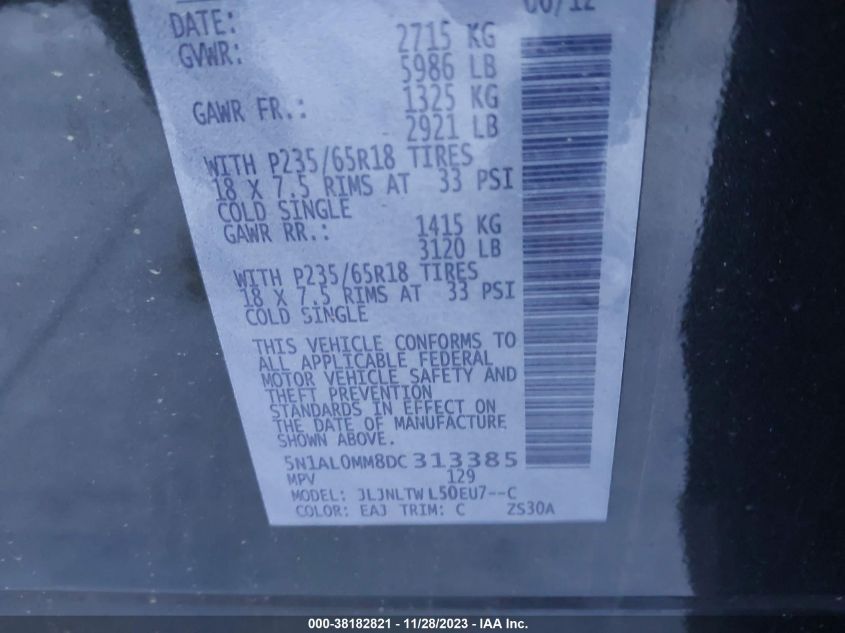 DATE: 06/12
GVWR: 2715 KG
5986 LB
GAWR FR.: 1325 KG
2921 LB
WITH P235/65R18 TIRES
18 X 7.5 RIMS AT 33 PSI
COLD SINGLE
GAWR RR.: 1415 KG
3120 LB
WITH P235/65R18 TIRES
18 X 7.5 RIMS AT 33 PSI
COLD SINGLE
THIS VEHICLE CONFORMS TO
ALL APPLICABLE FEDERAL
MOTOR VEHICLE SAFETY AND
THEFT PREVENTION
STANDARDS IN EFFECT ON
THE DATE OF MANUFACTURE
SHOWN ABOVE.
5N1AL0MM8DC313385
MPV 129
MODEL: JLJNLTWL50EU7--C
COLOR: EAJ TRIM: C ZS30A
000-38182821 - 11/28/2023 - IAA Inc.